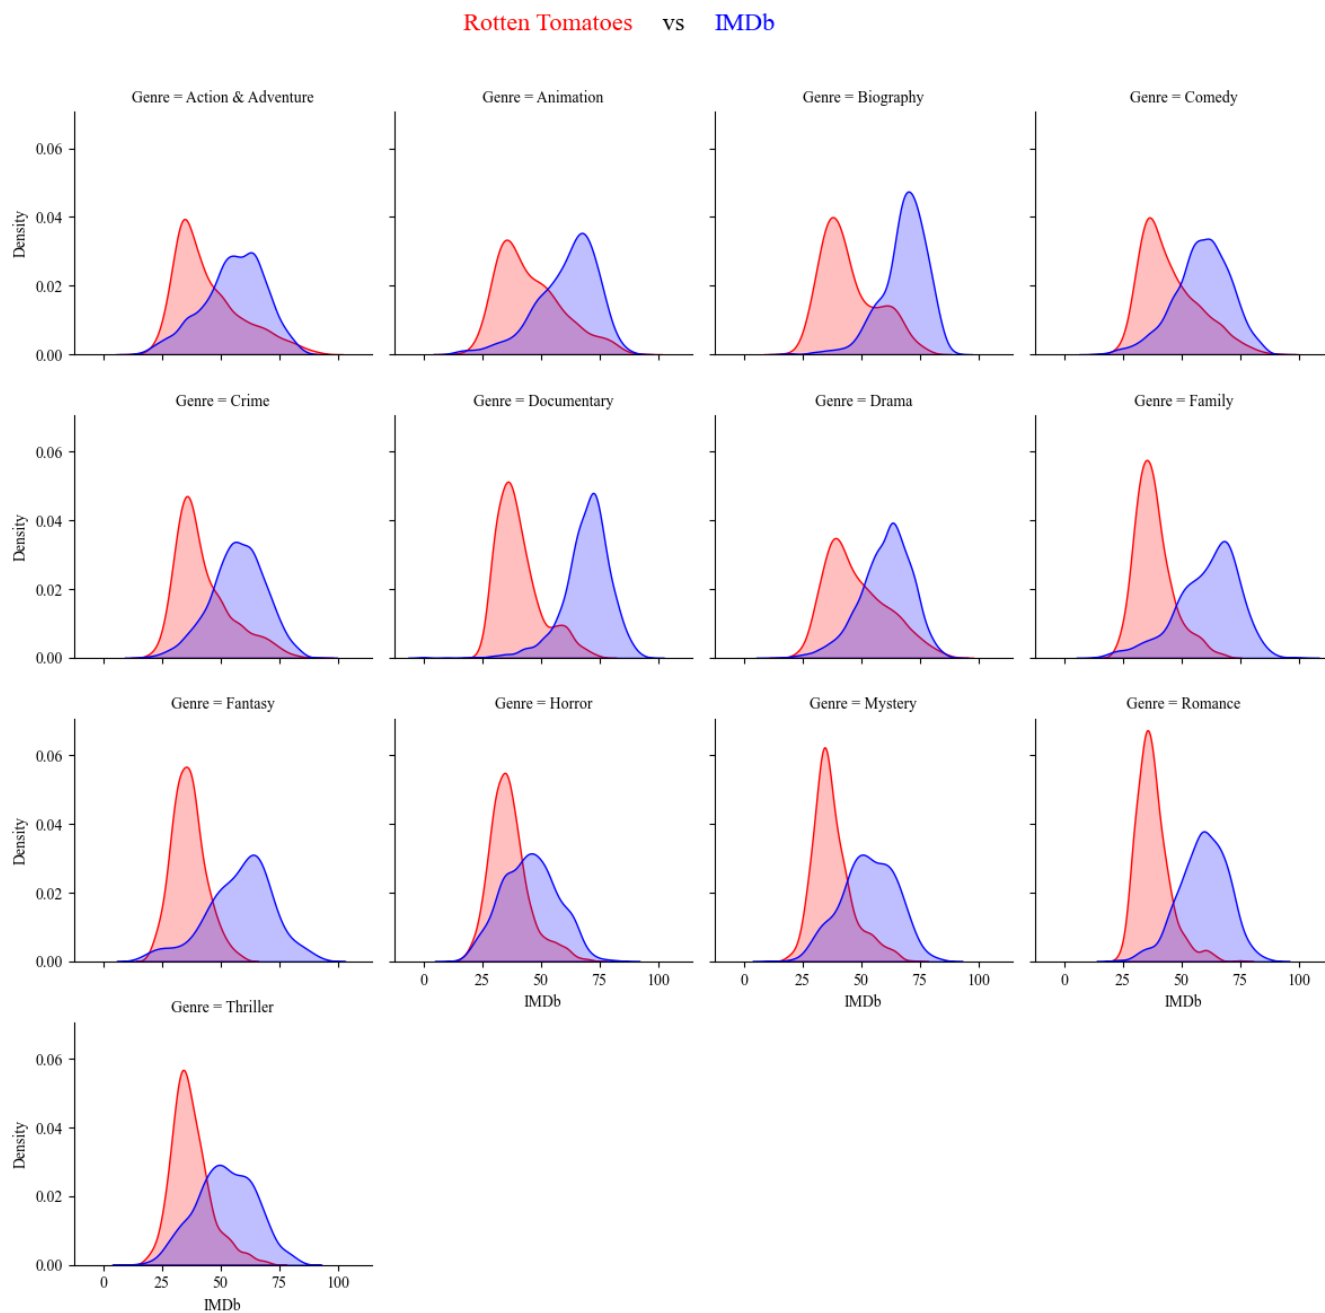 Rotten Tomatoes vs IMDb
Genre = Action & Adventure
Genre = Animation
Genre = Biography
Genre = Comedy
0.06
0.04
0.02
0.00
Density
Genre = Crime
Genre = Documentary
Genre = Drama
Genre = Family
0.06
0.04
0.02
0.00
Density
Genre = Fantasy
Genre = Horror
Genre = Mystery
Genre = Romance
0.06
0.04
0.02
0.00
Density
0 25 50 75 100
IMDb
0 25 50 75 100
IMDb
0 25 50 75 100
IMDb
Genre = Thriller
0.06
0.04
0.02
0.00
Density
0 25 50 75 100
IMDb